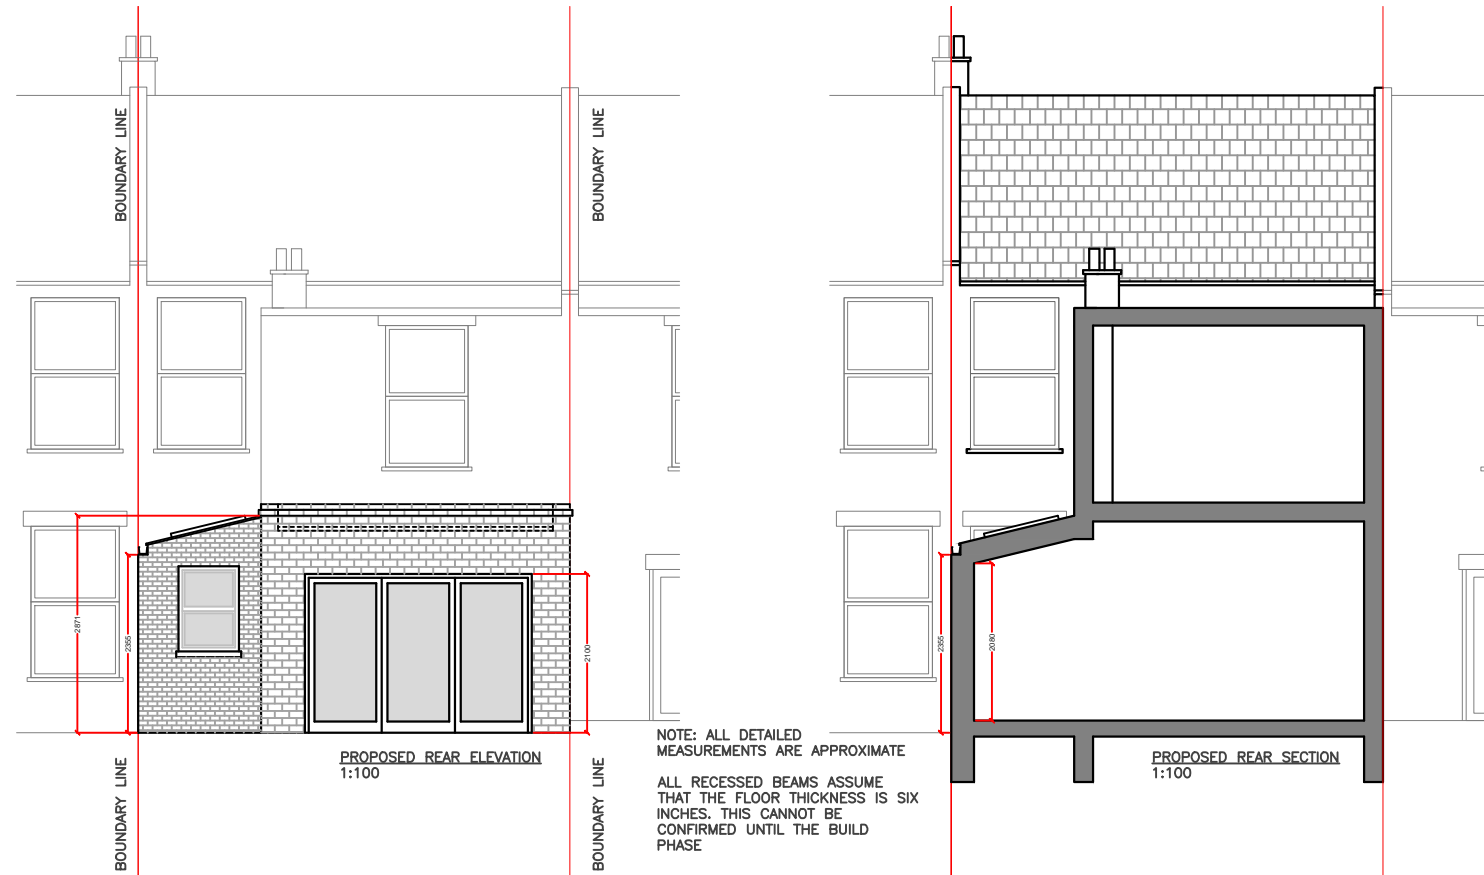 BOUNDARY LINE
BOUNDARY LINE
2871
2355
2100
2355
2080
PROPOSED REAR ELEVATION
1:100
BOUNDARY LINE
BOUNDARY LINE
NOTE: ALL DETAILED
MEASUREMENTS ARE APPROXIMATE
ALL RECESSED BEAMS ASSUME
THAT THE FLOOR THICKNESS IS SIX
INCHES. THIS CANNOT BE
CONFIRMED UNTIL THE BUILD
PHASE
PROPOSED REAR SECTION
1:100